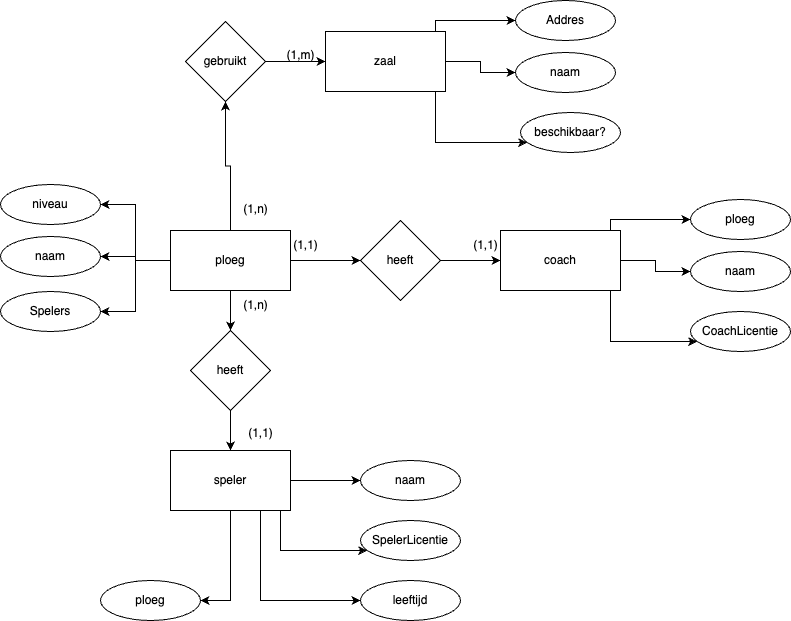 Addres
gebruikt
(1,m)
zaal
naam
beschikbaar?
niveau
(1,n)
ploeg
naam
ploeg
(1,1)
heeft
(1,1)
coach
naam
Spelers
(1,n)
CoachLicentie
heeft
(1,1)
speler
naam
SpelerLicentie
ploeg
leeftijd